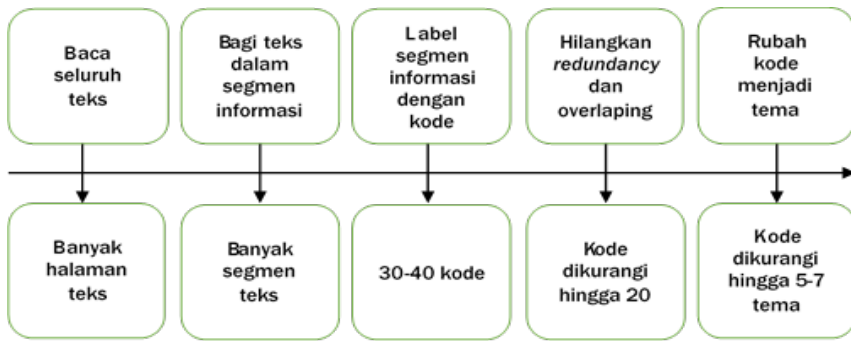 Baca
seluruh
teks
Bagi teks
dalam
segmen
informasi
Label
segmen
informasi
dengan
kode
Hilangkan
redundancy
dan
overlaping
Rubah
kode
menjadi
tema
Banyak
halaman
teks
Banyak
segmen
teks
30-40 kode
Kode
dikurangi
hingga 20
Kode
dikurangi
hingga 5-7
tema